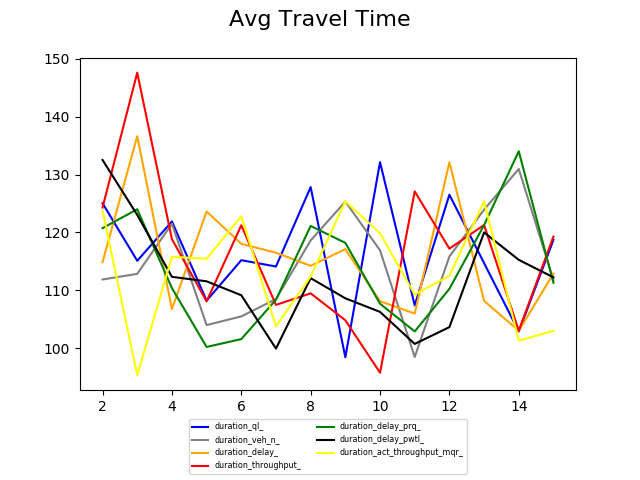 Avg Travel Time
150
140
130
120
110
100
2 4 6 8 10 12 14
duration_ql_ duration_delay_prq_
duration_veh_n_ duration_delay_pwtl_
duration_delay_ duration_act_throughput_mqr_
duration_throughput_